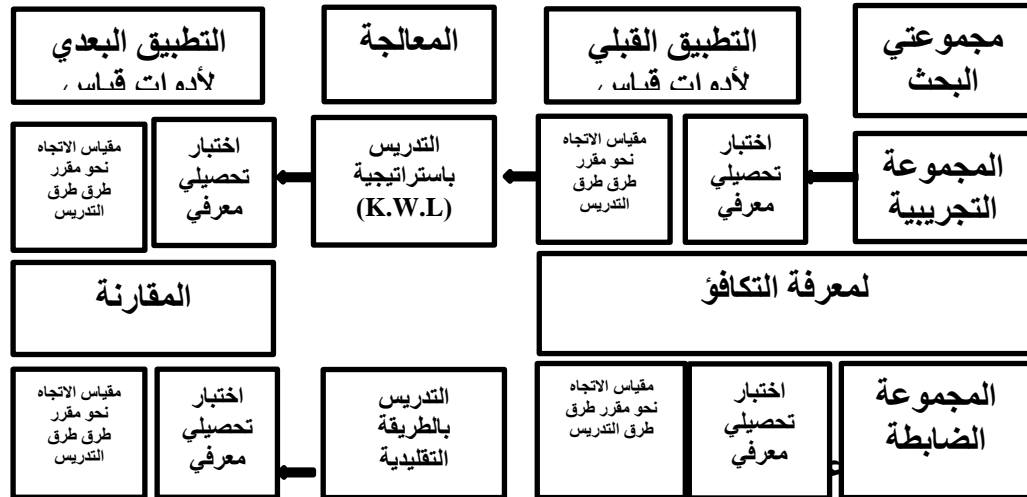 مجموعتي
البحث
التطبيق القبلي
لأدوات قياس
المعالجة
التطبيق البعدي
لأدوات قياس
المجموعة
التجريبية
اختبار
تحصيلي
معرفي
مقياس الاتجاه
نحو مقرر
طرق طرق
التدريس
التدريس
باستراتيجية
(K.W.L)
اختبار
تحصيلي
معرفي
مقياس الاتجاه
نحو مقرر
طرق طرق
التدريس
لمعرفة التكافؤ
المقارنة
المجموعة
الضابطة
اختبار
تحصيلي
معرفي
مقياس الاتجاه
نحو مقرر طرق
طرق التدريس
التدريس
بالطريقة
التقليدية
اختبار
تحصيلي
معرفي
مقياس الاتجاه
نحو مقرر
طرق طرق
التدريس